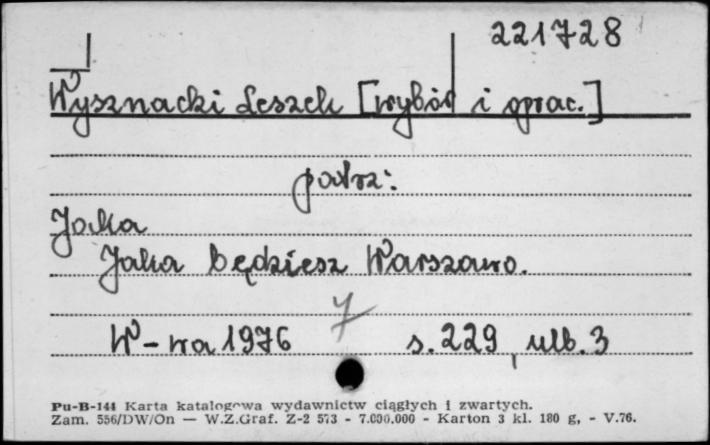 221728
Wysznacki Leszek [wybór i oprac.]
patrz:
Jaka
Jaka będziesz Warszawo.
7
W-wa 1976 s. 229, ulb. 3
Pu-B-144 Karta katalogowa wydawnictw ciągłych i zwartych.
Zam. 556/DW/On — W.Z.Graf. Z-2 573 - 7.000.000 - Karton 3 kl. 180 g, - V.76.